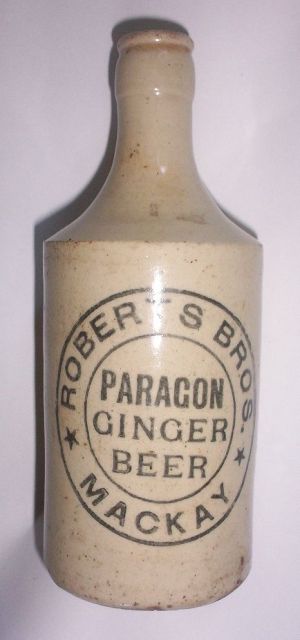 ROBERTS BROS.
PARAGON
GINGER
BEER
MACKAY